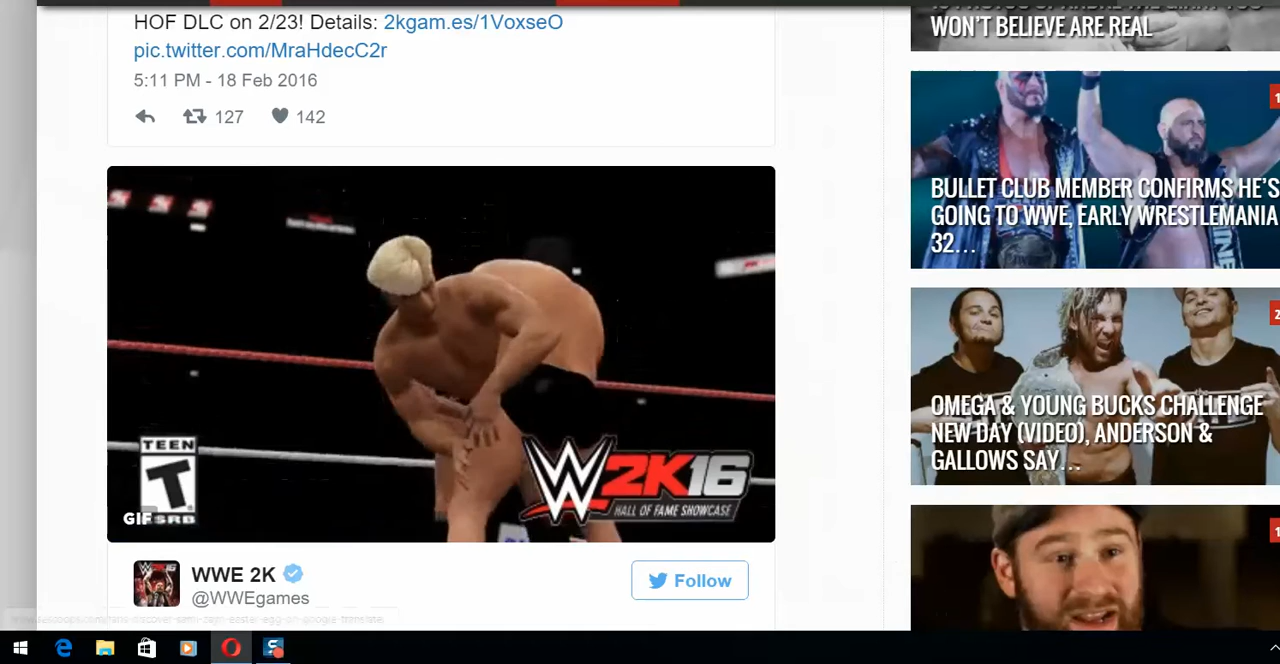 HOF DLC on 2/23! Details: 2kgam.es/1VoxseO
pic.twitter.com/MraHdecC2r
5:11 PM - 18 Feb 2016
127 142
TEEN
T
ESRB
GIF
W 2K16
HALL OF FAME SHOWCASE
WWE 2K
@WWEgames
Follow
WON'T BELIEVE ARE REAL
BULLET CLUB MEMBER CONFIRMS HE'S
GOING TO WWE, EARLY WRESTLEMANIA
32...
OMEGA & YOUNG BUCKS CHALLENGE
NEW DAY (VIDEO), ANDERSON &
GALLOWS SAY...